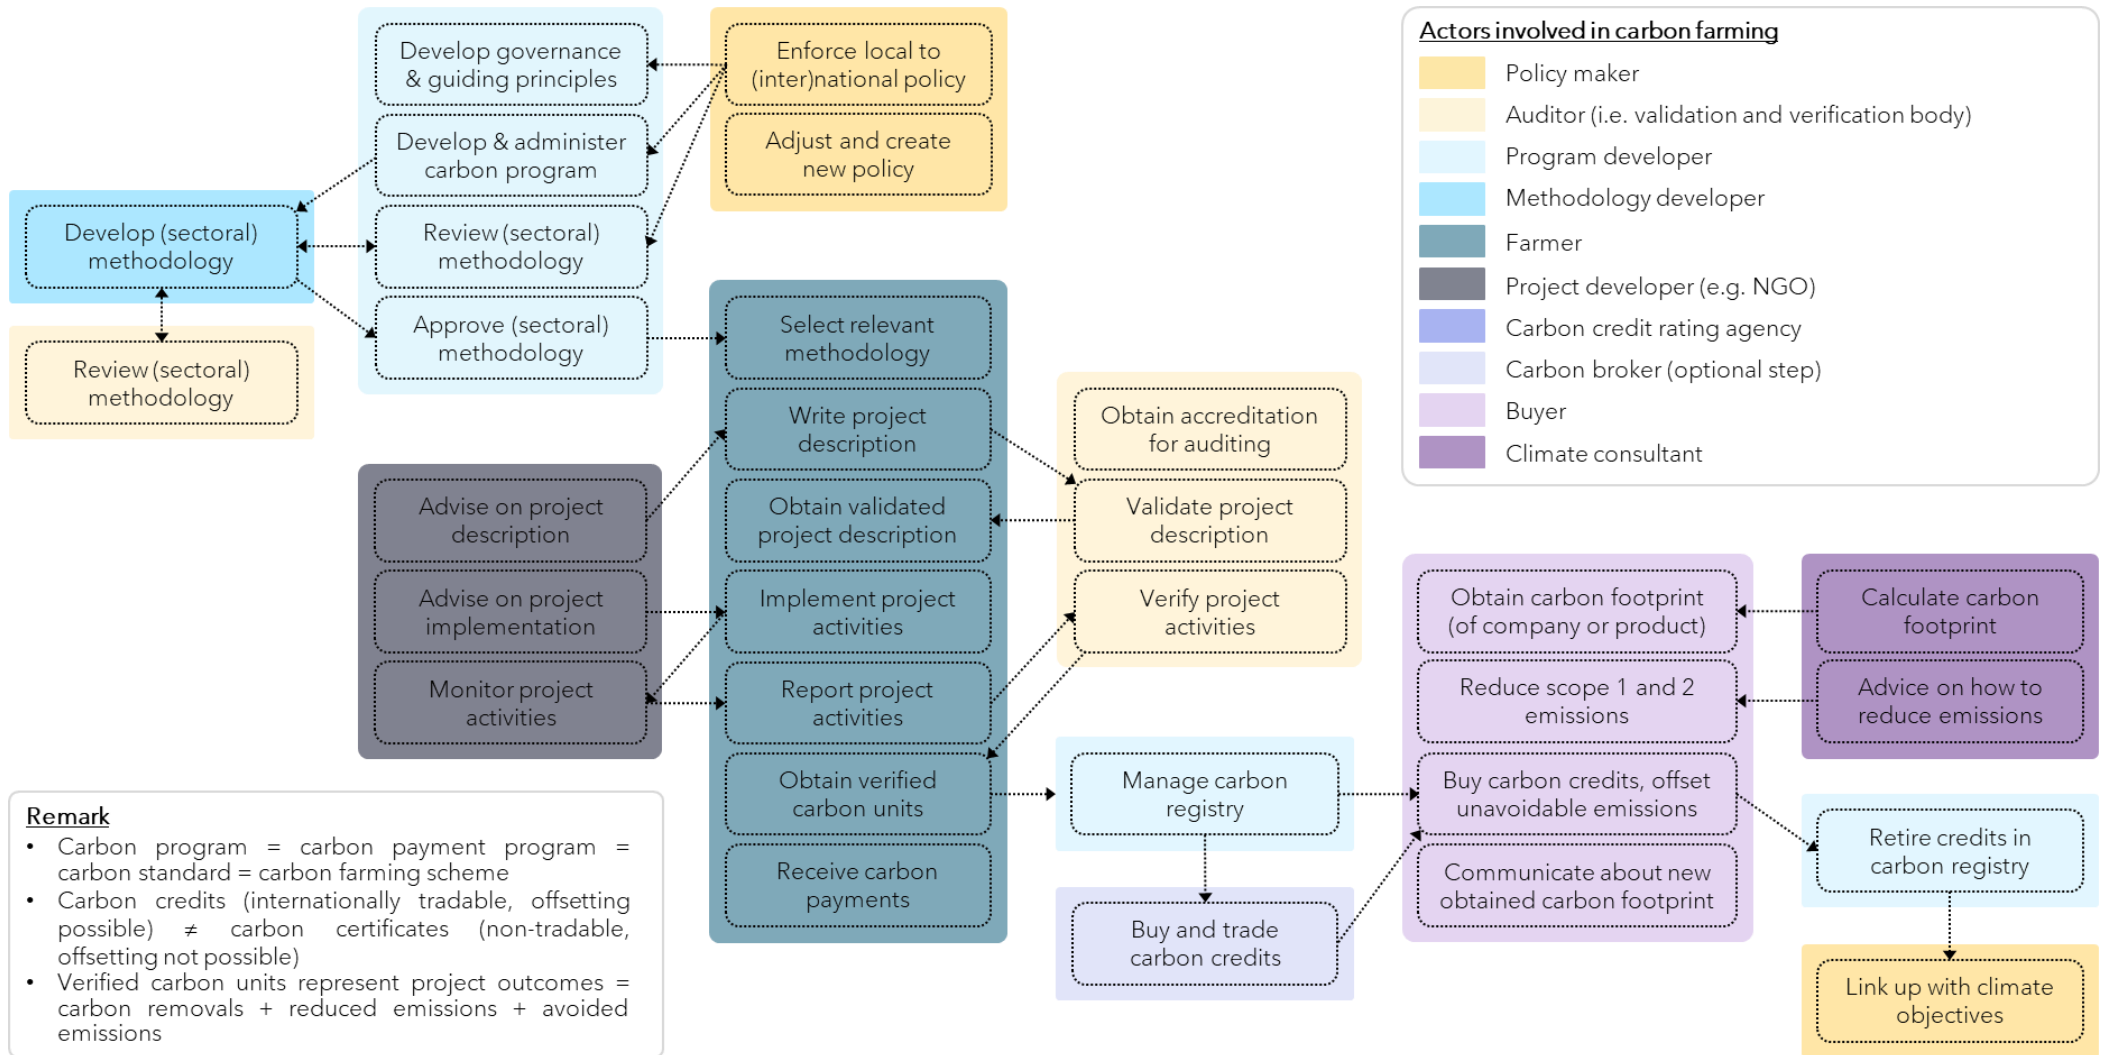 Develop governance
& guiding principles
Develop & administer
carbon program
Review (sectoral)
methodology
Approve (sectoral)
methodology
Enforce local to
(inter)national policy
Adjust and create
new policy
Develop (sectoral)
methodology
Review (sectoral)
methodology
Select relevant
methodology
Write project
description
Obtain validated
project description
Implement project
activities
Report project
activities
Obtain verified
carbon units
Receive carbon
payments
Advise on project
description
Advise on project
implementation
Monitor project
activities
Obtain accreditation
for auditing
Validate project
description
Verify project
activities
Manage carbon
registry
Buy and trade
carbon credits
Obtain carbon footprint
(of company or product)
Reduce scope 1 and 2
emissions
Buy carbon credits, offset
unavoidable emissions
Communicate about new
obtained carbon footprint
Calculate carbon
footprint
Advice on how to
reduce emissions
Retire credits in
carbon registry
Link up with climate
objectives
Actors involved in carbon farming
Policy maker
Auditor (i.e. validation and verification body)
Program developer
Methodology developer
Farmer
Project developer (e.g. NGO)
Carbon credit rating agency
Carbon broker (optional step)
Buyer
Climate consultant
Remark
• Carbon program = carbon payment program =
carbon standard = carbon farming scheme
• Carbon credits (internationally tradable, offsetting
possible) ≠ carbon certificates (non-tradable,
offsetting not possible)
• Verified carbon units represent project outcomes =
carbon removals + reduced emissions + avoided
emissions